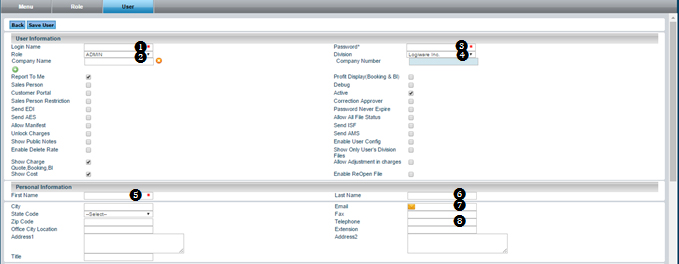 Menu Role User
Back Save User
User Information
Login Name 1 * Password* 3 *
Role ADMIN 2 Division Logiware Inc. 4
Company Name Company Number
Report To Me Profit Display(Booking & BI)
Sales Person Debug
Customer Portal Active
Sales Person Restriction Correction Approver
Send EDI Password Never Expire
Send AES Allow All File Status
Allow Manifest Send ISF
Unlock Charges Send AMS
Show Public Notes Enable User Config
Enable Delete Rate Show Only User's Division
Files
Show Charge Allow Adjustment in charges
Quote,Booking,BI
Show Cost Enable ReOpen File
Personal Information
First Name 5 * Last Name 6
City Email 7
State Code --Select-- Fax
Zip Code Telephone 8
Office City Location Extension
Address1 Address2
Title